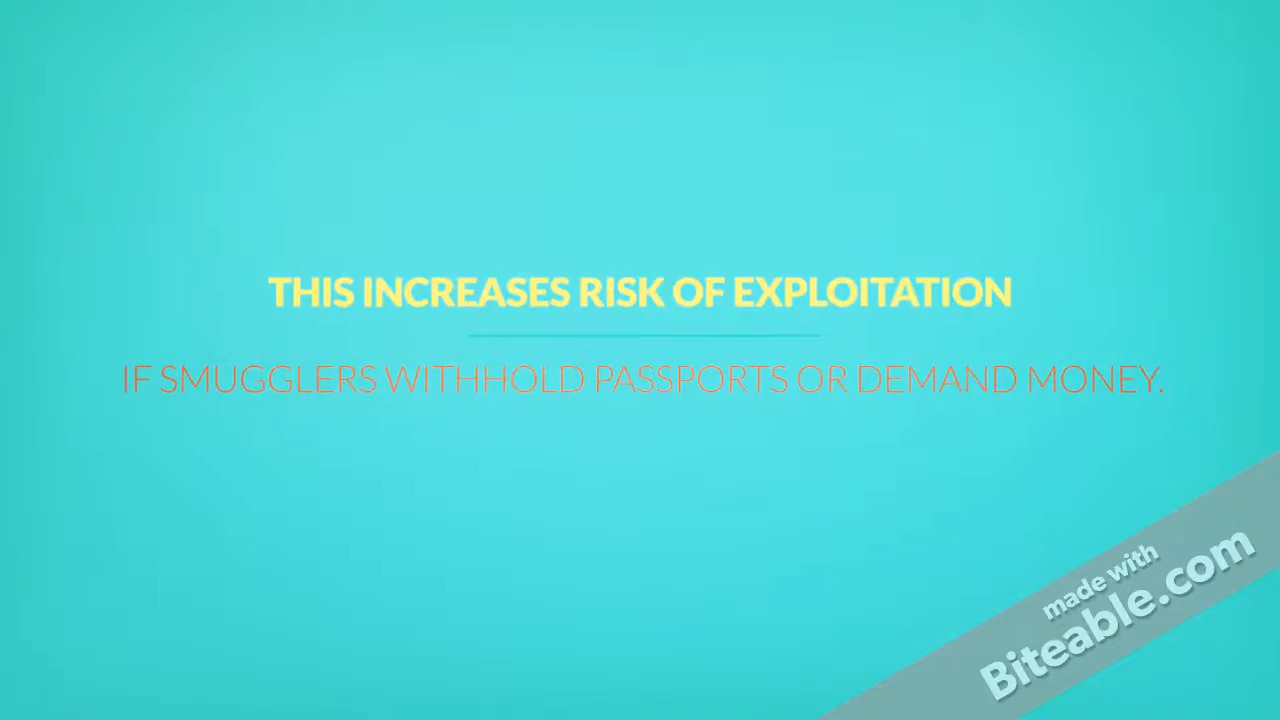 THIS INCREASES RISK OF EXPLOITATION
IF SMUGGLERS WITHHOLD PASSPORTS OR DEMAND MONEY.
made with
Biteable.com